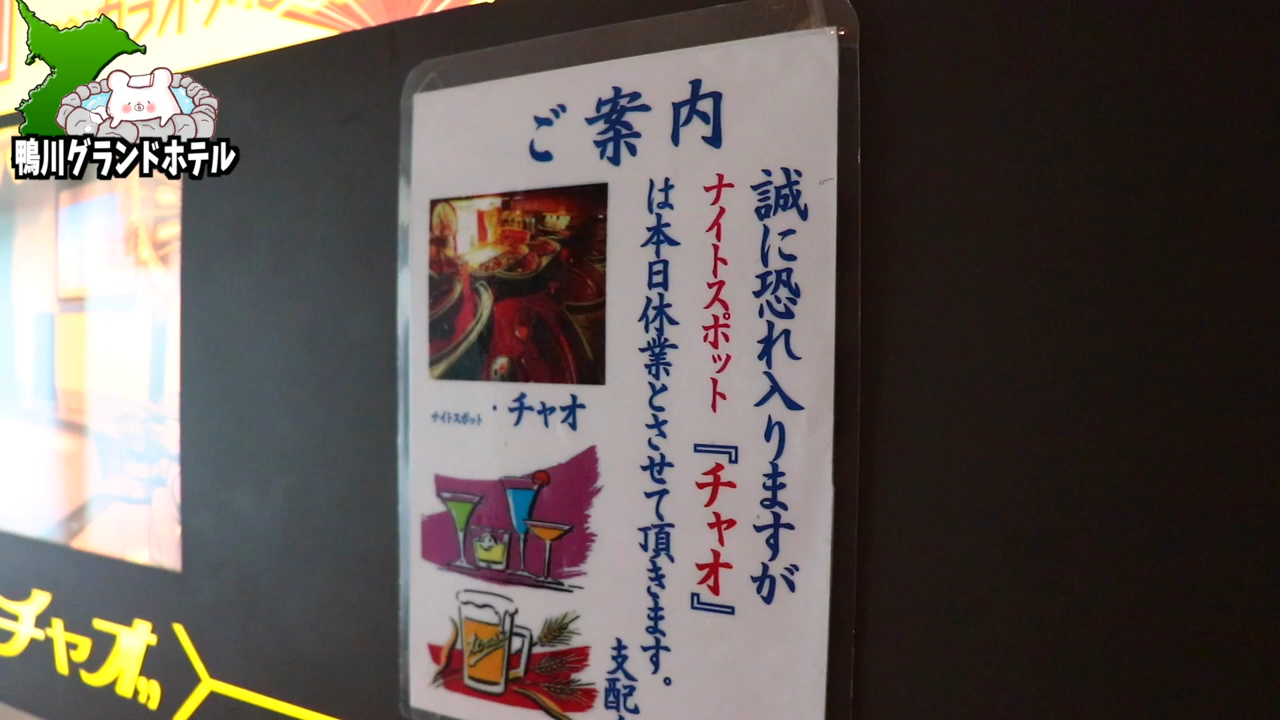 鴨川グランドホテル
ご案内
誠に恐れ入りますが
ナイトスポット『チャオ』
は本日休業とさせて頂きます。
支配
ナイトスポット・チャオ
チャオッ